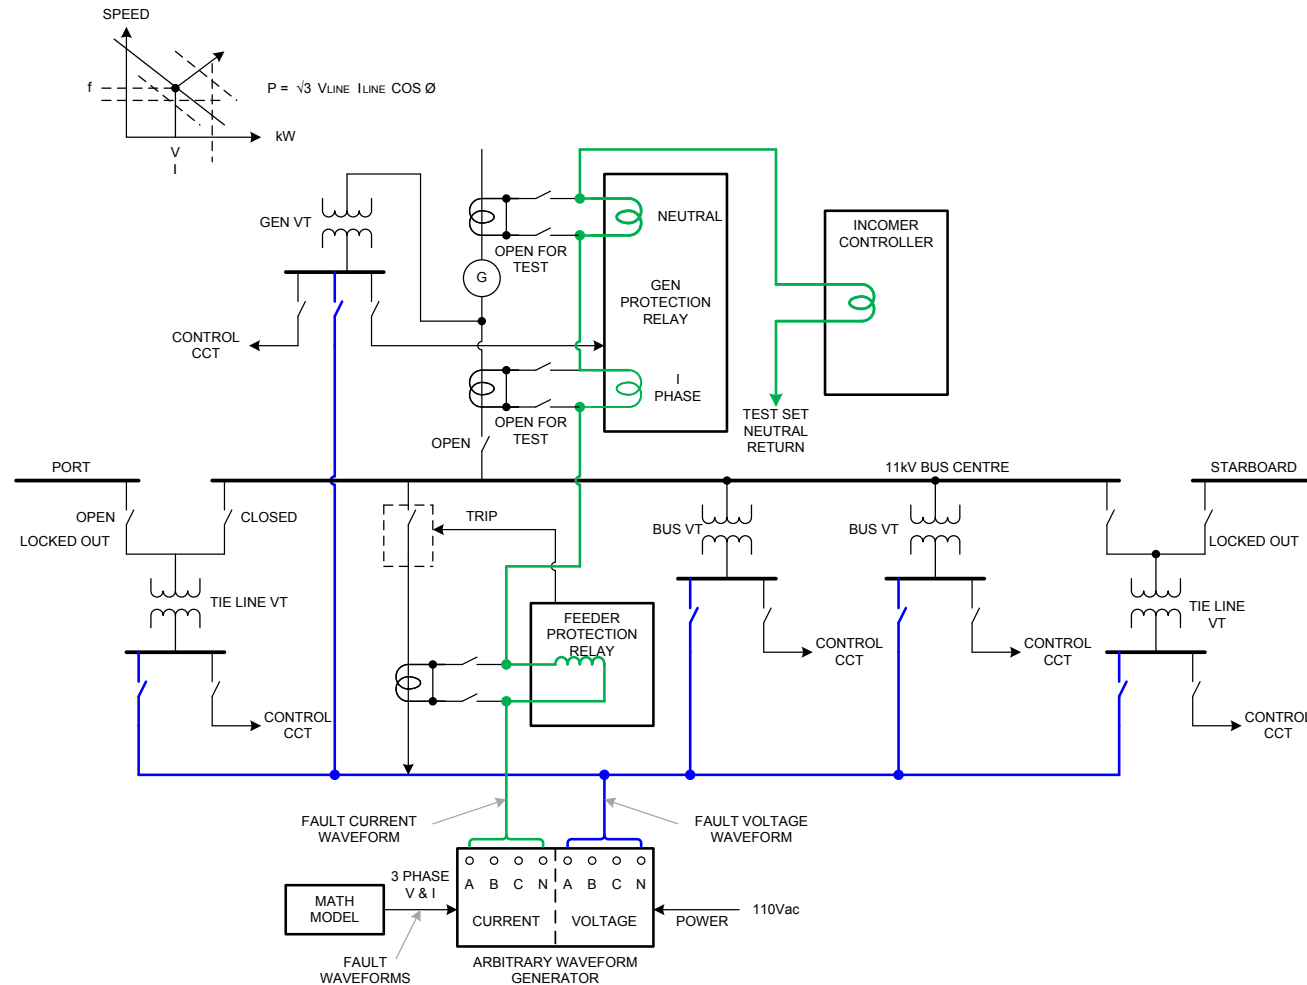 SPEED
f
P = √3 VLINE ILINE COS Ø
kW
V
I
GEN VT
OPEN FOR
TEST
G
NEUTRAL
GEN
PROTECTION
RELAY
INCOMER
CONTROLLER
CONTROL
CCT
I
PHASE
OPEN FOR
TEST
TEST SET
NEUTRAL
RETURN
OPEN
PORT
11kV BUS CENTRE
STARBOARD
OPEN
LOCKED OUT
CLOSED
TRIP
BUS VT
BUS VT
LOCKED OUT
TIE LINE VT
FEEDER
PROTECTION
RELAY
TIE LINE
VT
CONTROL
CCT
CONTROL
CCT
CONTROL
CCT
CONTROL
CCT
FAULT CURRENT
WAVEFORM
FAULT VOLTAGE
WAVEFORM
A B C N A B C N
3 PHASE
V & I
MATH
MODEL
CURRENT
VOLTAGE
POWER
110Vac
FAULT
WAVEFORMS
ARBITRARY WAVEFORM
GENERATOR